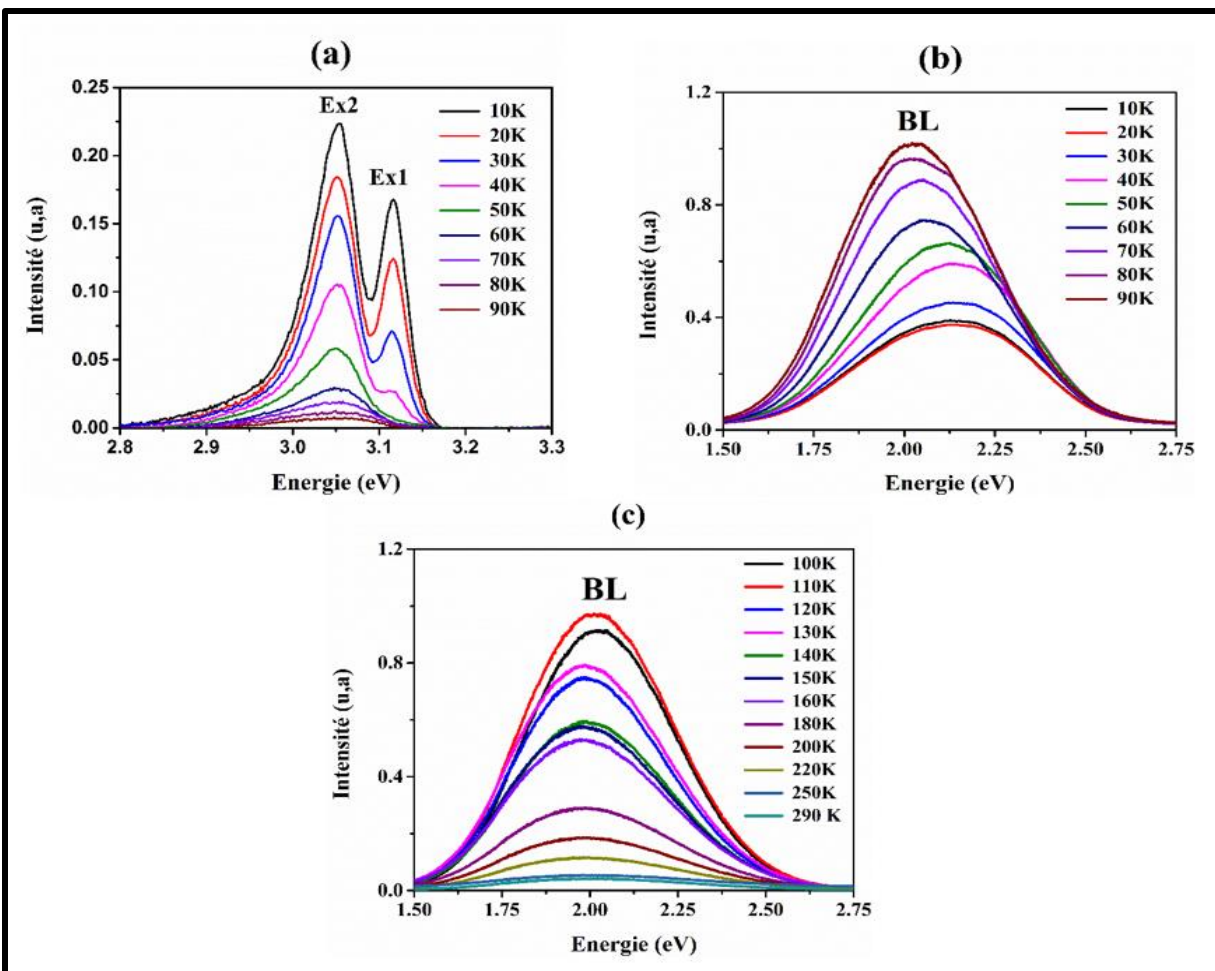 (a)
Intensité (u,a)
0.25
0.20
0.15
0.10
0.05
0.00
Ex2
Ex1
10K
20K
30K
40K
50K
60K
70K
80K
90K
2.8 2.9 3.0 3.1 3.2 3.3
Energie (eV)
(b)
Intensité (u,a)
1.2
0.8
0.4
0.0
BL
10K
20K
30K
40K
50K
60K
70K
80K
90K
1.50 1.75 2.00 2.25 2.50 2.75
Energie (eV)
(c)
Intensité (u,a)
1.2
0.8
0.4
0.0
BL
100K
110K
120K
130K
140K
150K
160K
180K
200K
220K
250K
290 K
1.50 1.75 2.00 2.25 2.50 2.75
Energie (eV)